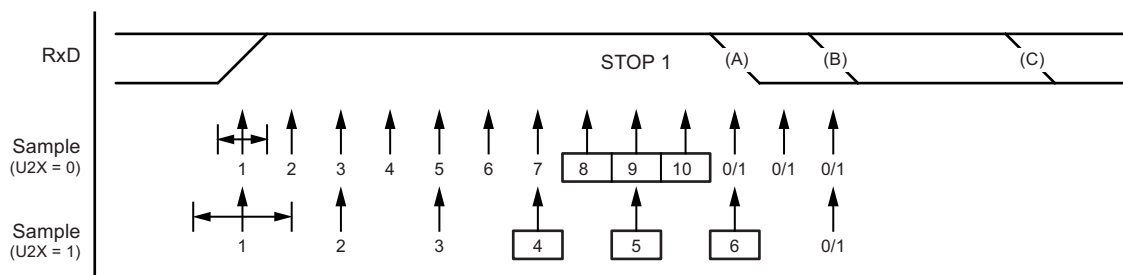 RxD
STOP 1 (A) (B) (C)
Sample
(U2X = 0)
1 2 3 4 5 6 7 8 9 10 0/1 0/1 0/1
Sample
(U2X = 1)
1 2 3 4 5 6 0/1